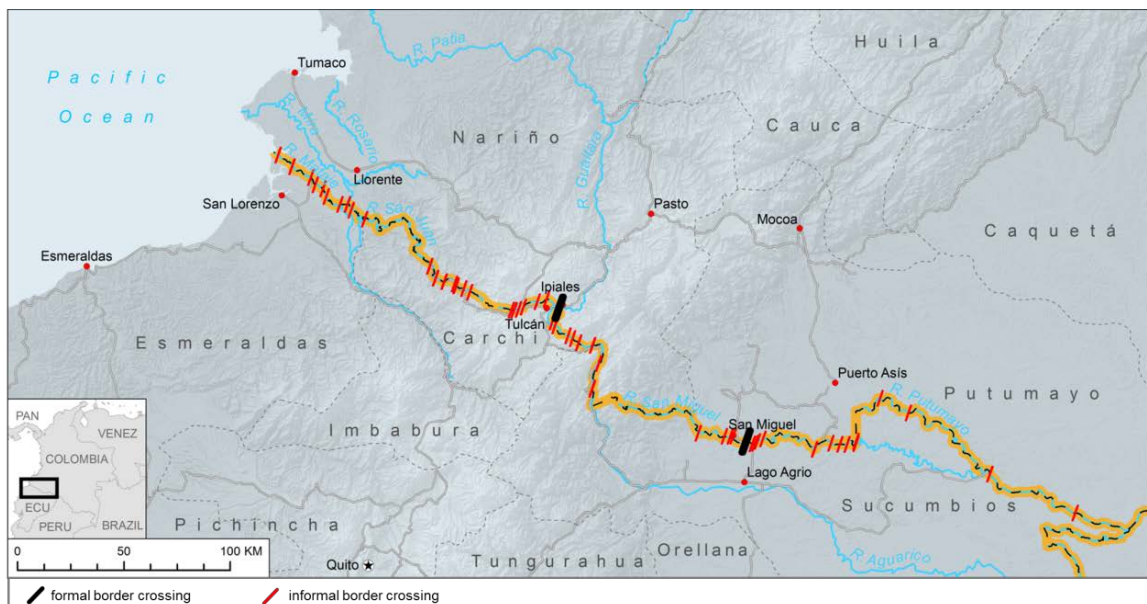 Huila
R. Patía
Pacific
Ocean
Tumaco
R. Mira
R. Rosario
Nariño
Cauca
R. Guáitara
R. Mataje
Llorente
San Lorenzo
R. San Juan
Pasto
Mocoa
Caquetá
Esmeraldas
Ipiales
Tulcán
Carchi
Esmeraldas
Puerto Asís
Putumayo
R. Putumayo
R. San Miguel
San Miguel
Imbabura
Lago Agrio
Sucumbios
Pichincha
Orellana
Tungurahua
R. Aguarico
Quito
PAN
VENEZ
COLOMBIA
ECU
PERU
BRAZIL
0 50 100 KM
formal border crossing
informal border crossing